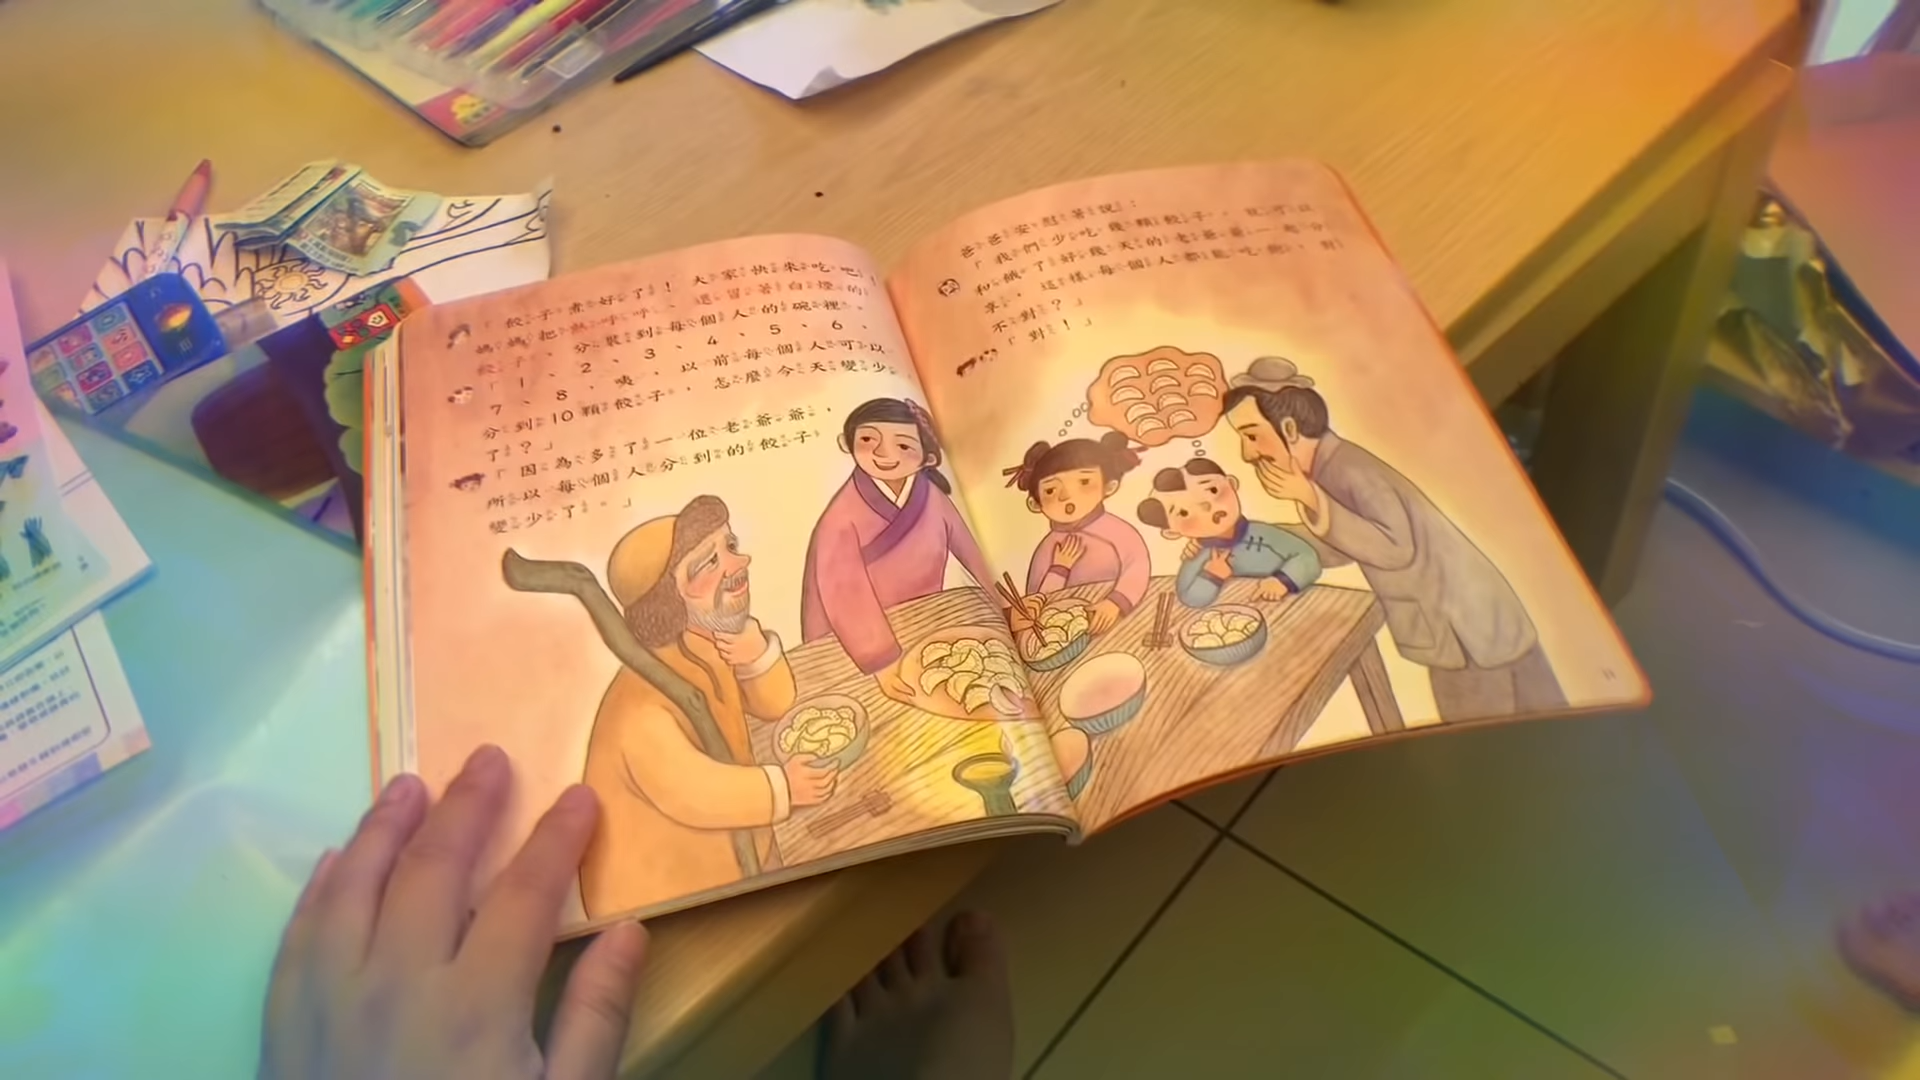 「餃子煮好了！大家快來吃吧！
媽媽把熱呼呼、還冒著白煙的
餃子，分裝到每個人的碗裡。
「1、2、3、4、5、6、
7、8，咦，以前每個人可以
分到10顆餃子，怎麼今天變少
了？」
「因為多了一位老爺爺，
所以每個人分到的餃子
變少了。」
爸爸安慰著說：
「我們少吃幾顆餃子，就可以
和餓了好幾天的老爺爺一起分
享，這樣每個人都能吃飽，對
不對？」
「對！」